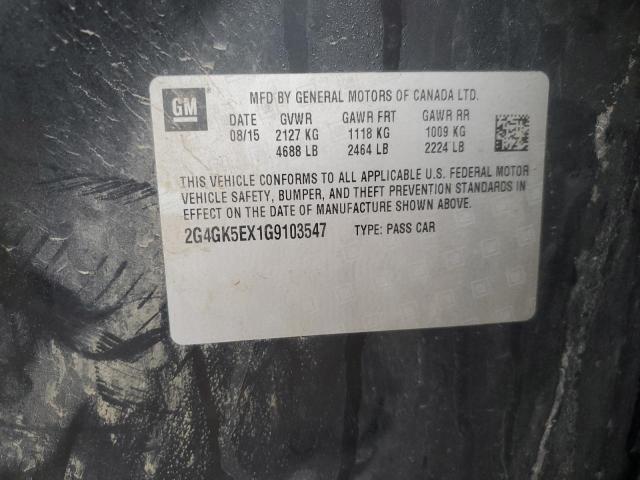 GM
MFD BY GENERAL MOTORS OF CANADA LTD.
DATE GVWR GAWR FRT GAWR RR
08/15 2127 KG 1118 KG 1009 KG
4688 LB 2464 LB 2224 LB
THIS VEHICLE CONFORMS TO ALL APPLICABLE U.S. FEDERAL MOTOR
VEHICLE SAFETY, BUMPER, AND THEFT PREVENTION STANDARDS IN
EFFECT ON THE DATE OF MANUFACTURE SHOWN ABOVE.
2G4GK5EX1G9103547 TYPE: PASS CAR